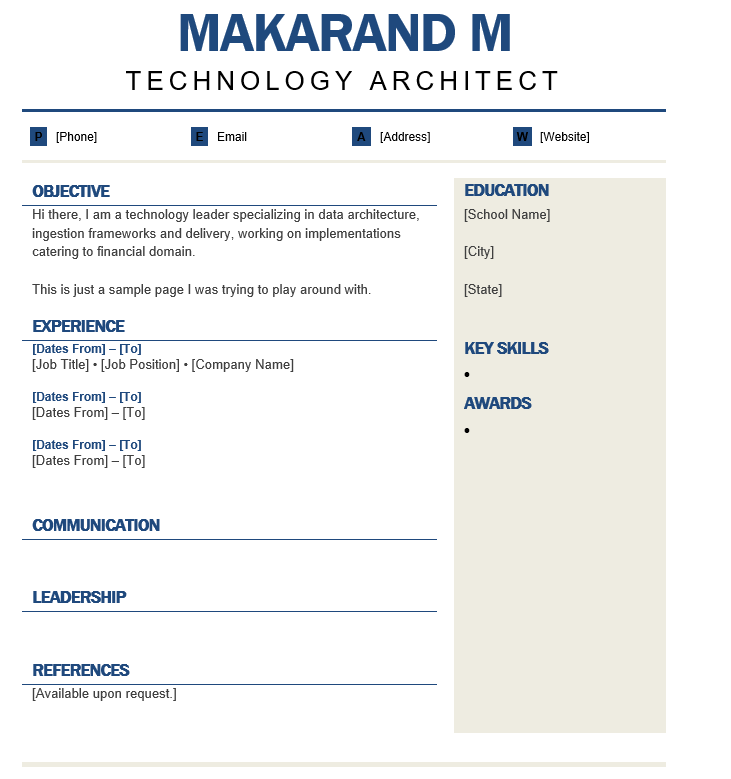 MAKARAND M
TECHNOLOGY ARCHITECT
P [Phone] E Email A [Address] W [Website]
OBJECTIVE
Hi there, I am a technology leader specializing in data architecture,
ingestion frameworks and delivery, working on implementations
catering to financial domain.
This is just a sample page I was trying to play around with.
EXPERIENCE
[Dates From] – [To]
[Job Title] • [Job Position] • [Company Name]
[Dates From] – [To]
[Dates From] – [To]
[Dates From] – [To]
[Dates From] – [To]
COMMUNICATION
LEADERSHIP
REFERENCES
[Available upon request.]
EDUCATION
[School Name]
[City]
[State]
KEY SKILLS
•
AWARDS
•